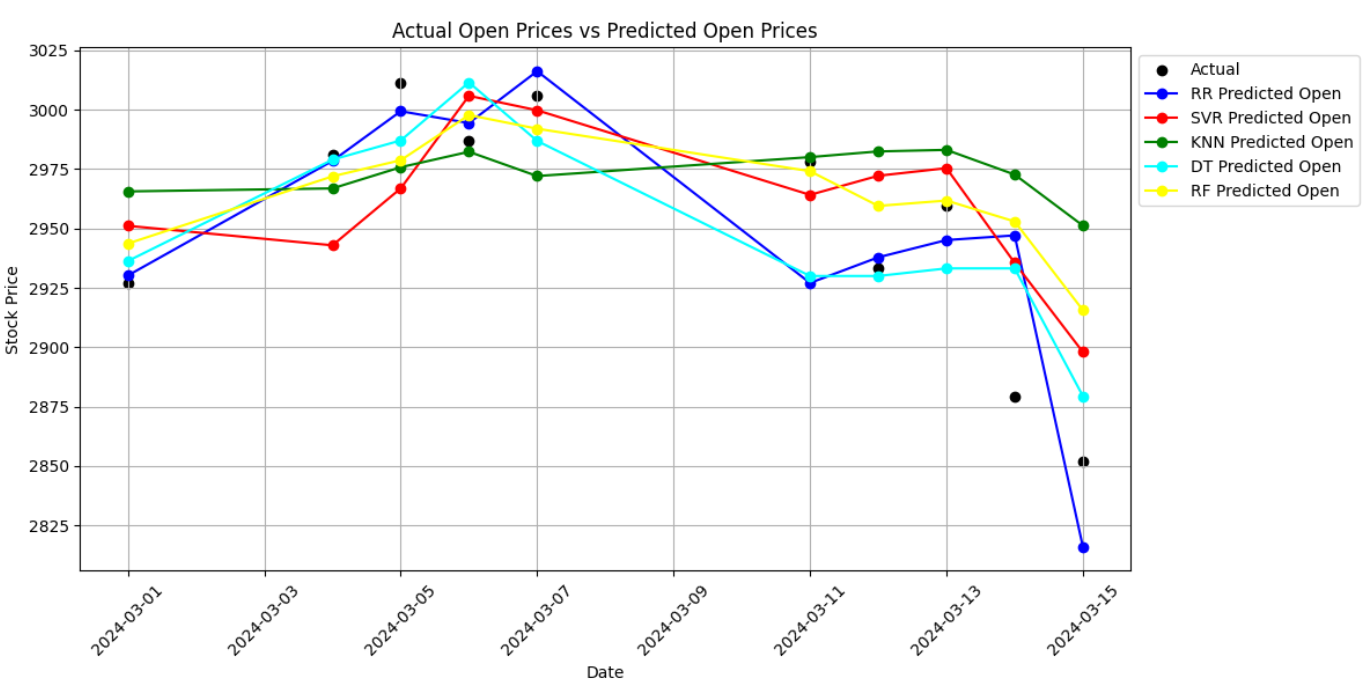 Actual Open Prices vs Predicted Open Prices
3025
3000
2975
2950
2925
2900
2875
2850
2825
Stock Price
2024-03-01
2024-03-03
2024-03-05
2024-03-07
2024-03-09
2024-03-11
2024-03-13
2024-03-15
Date
Actual
RR Predicted Open
SVR Predicted Open
KNN Predicted Open
DT Predicted Open
RF Predicted Open